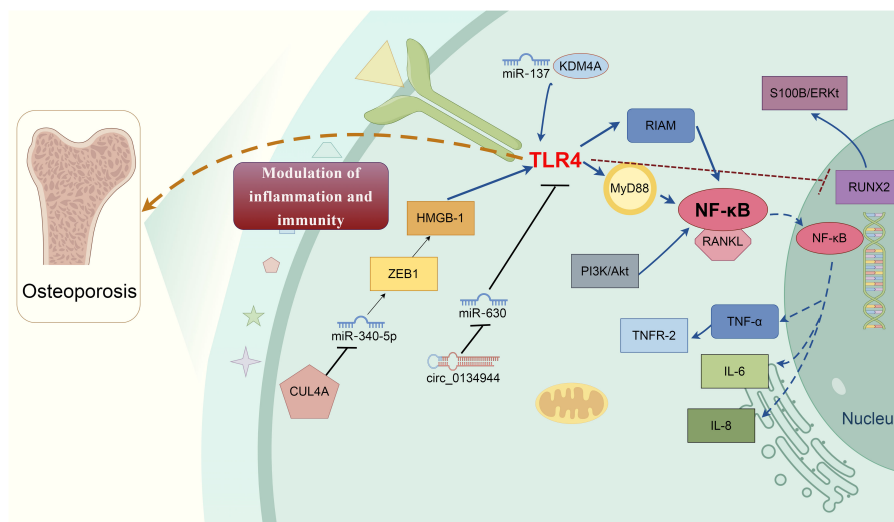 miR-137
KDM4A
S100B/ERKt
RIAM
TLR4
MyD88
RUNX2
Modulation of
inflammation and
immunity
HMGB-1
NF-κB
RANKL
NF-κB
ZEB1
PI3K/Akt
Osteoporosis
miR-630
miR-340-5p
TNF-α
TNFR-2
IL-6
circ_0134944
CUL4A
IL-8
Nucleu